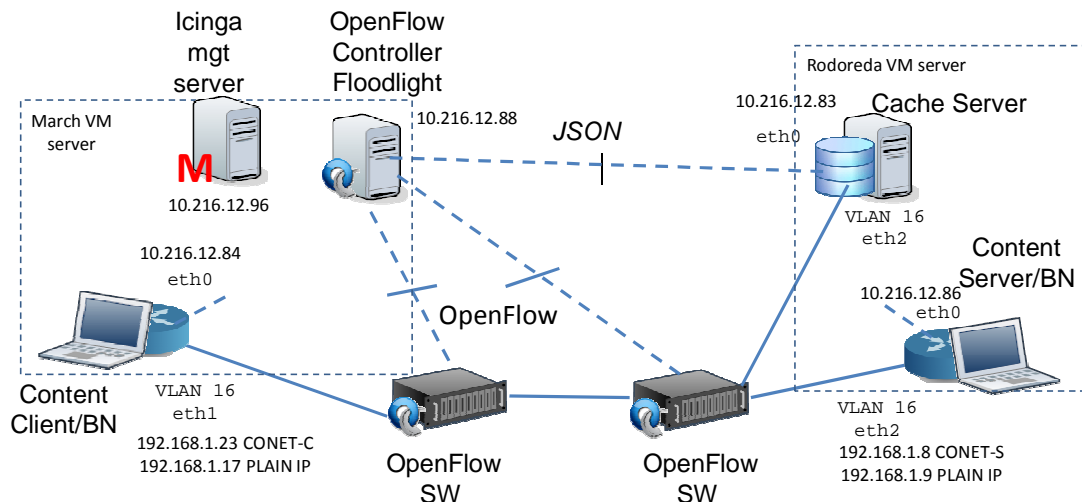 Icinga
mgt
server
OpenFlow
Controller
Floodlight
March VM
server
M
10.216.12.96
10.216.12.88
JSON
Rodoreda VM server
10.216.12.83
eth0
Cache Server
VLAN 16
eth2
10.216.12.84
eth0
OpenFlow
Content
Server/BN
10.216.12.86
eth0
Content
Client/BN
VLAN 16
eth1
192.168.1.23 CONET-C
192.168.1.17 PLAIN IP
OpenFlow
SW
OpenFlow
SW
VLAN 16
eth2
192.168.1.8 CONET-S
192.168.1.9 PLAIN IP